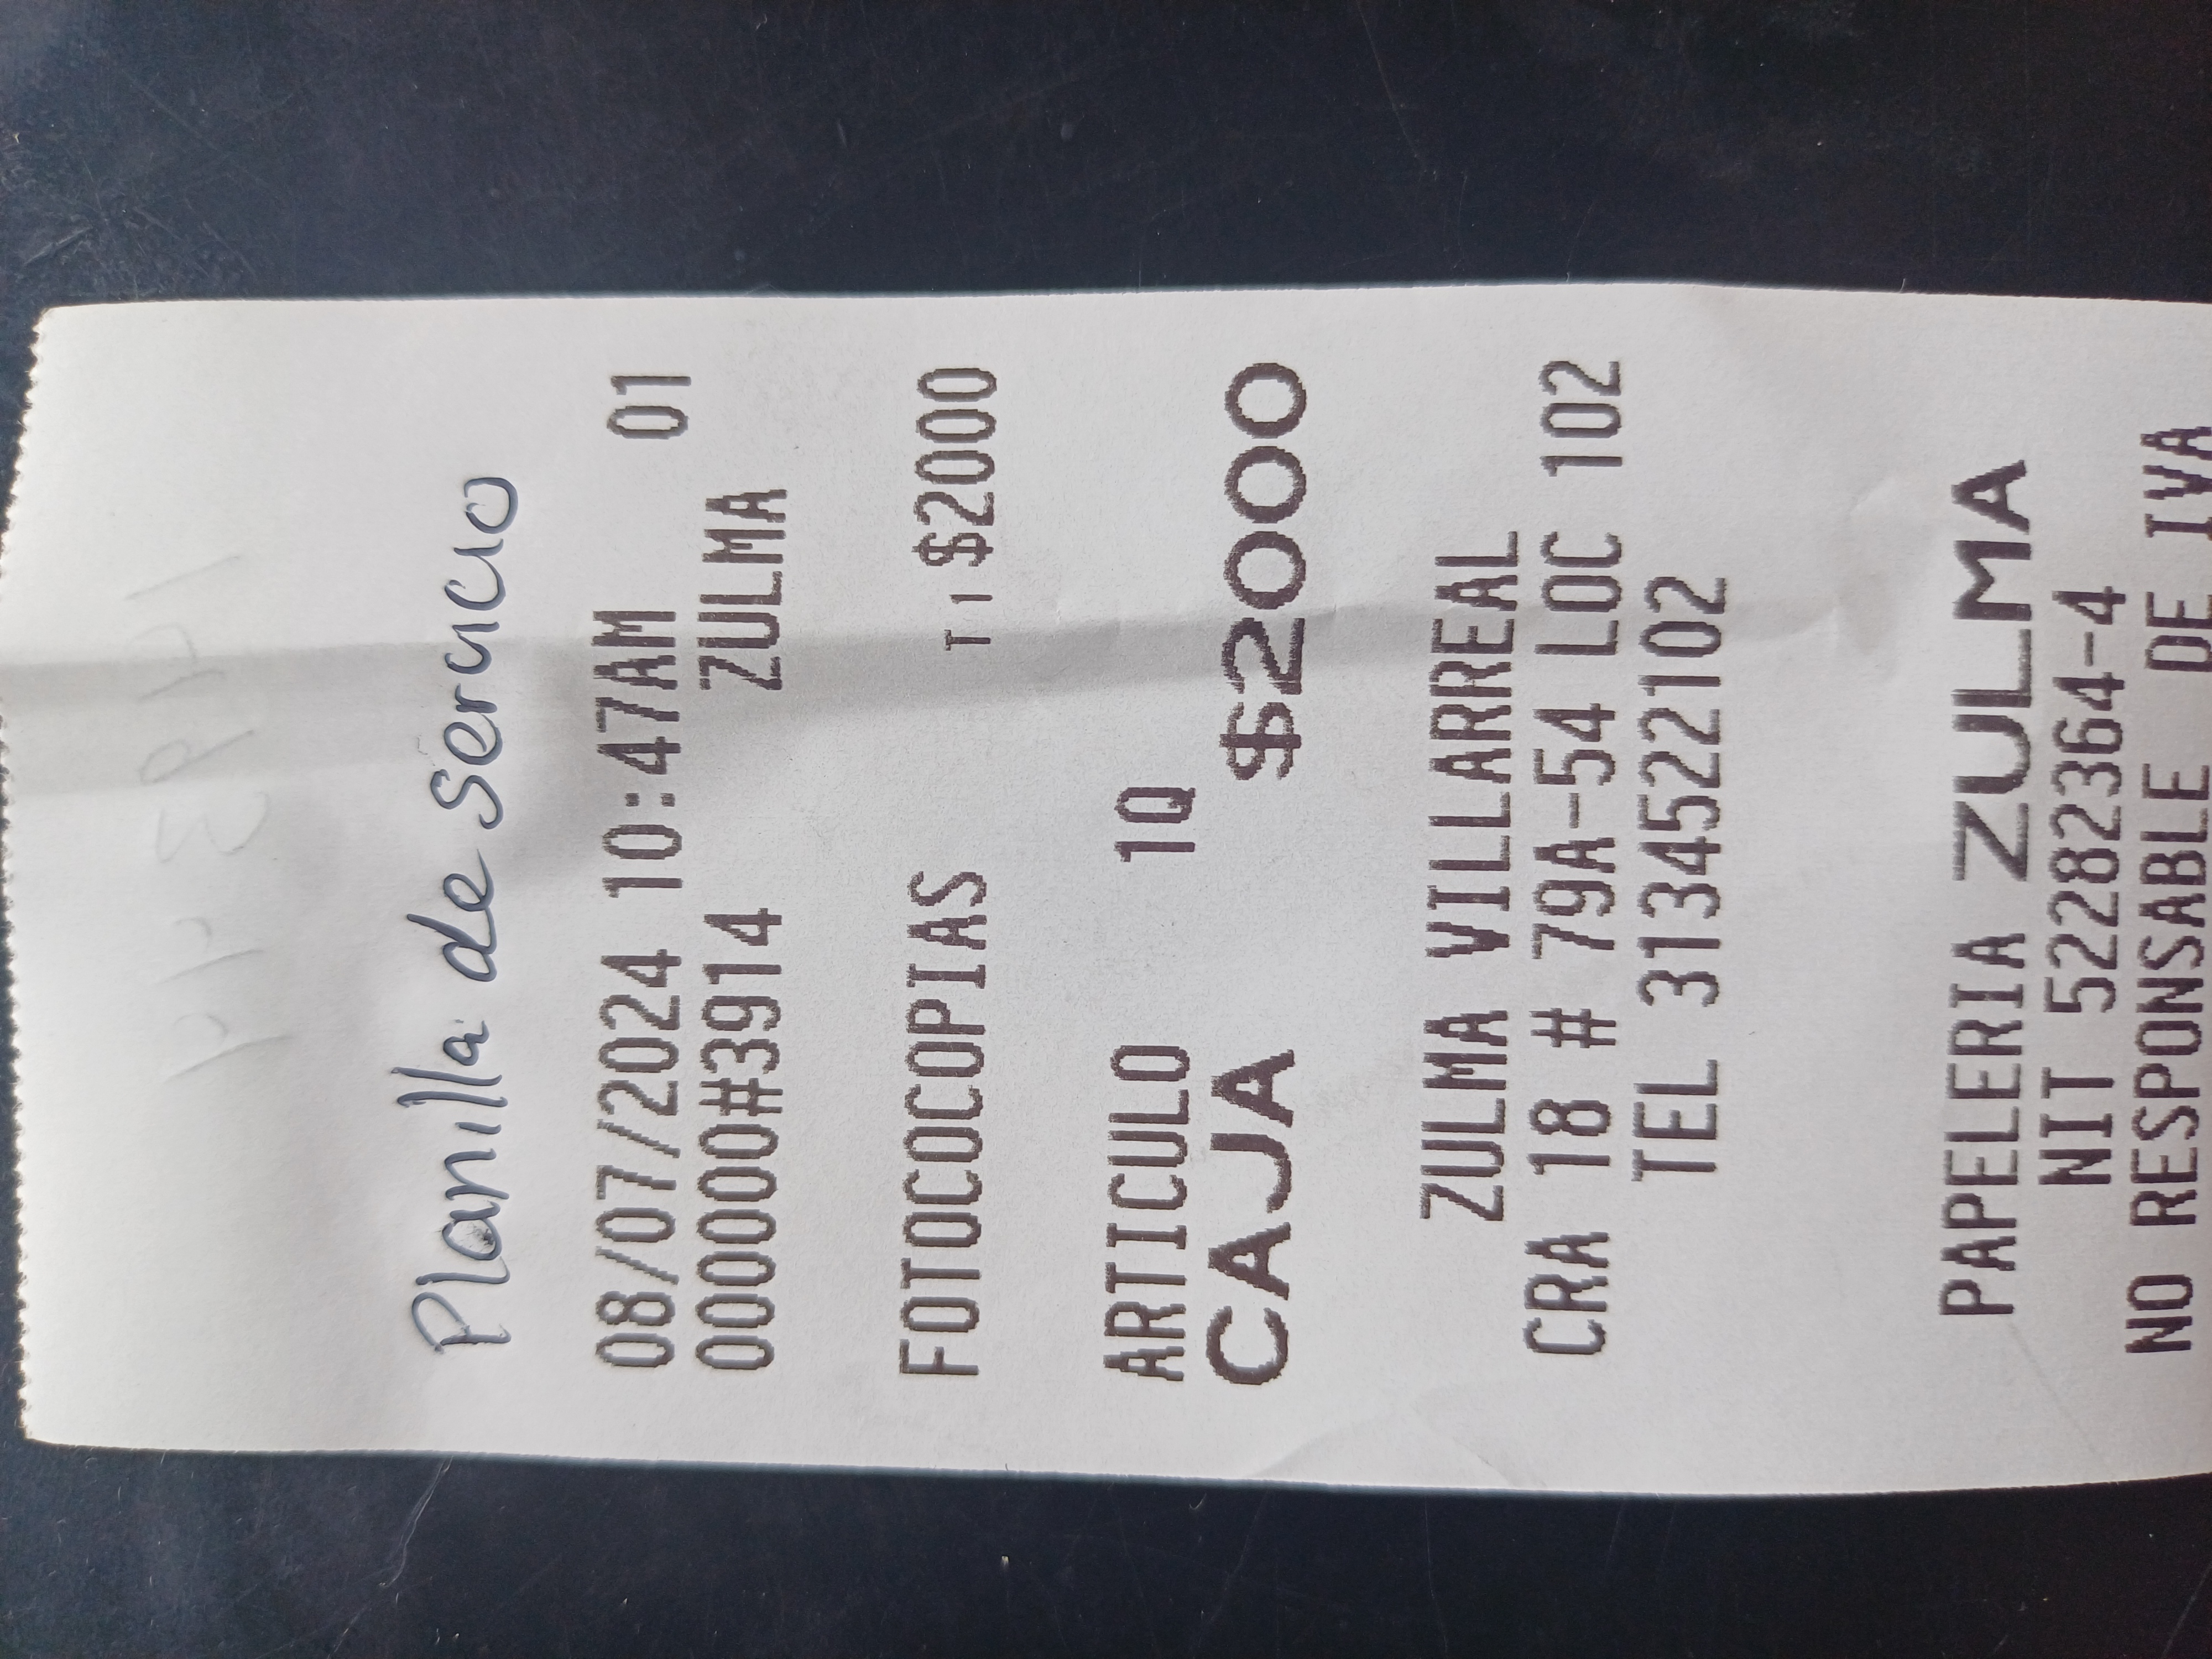 Planilla de servicio
08/07/2024 10:47AM 01
000000#3914 ZULMA
FOTOCOPIAS T1 $2000
ARTICULO 1Q
CAJA $2000
ZULMA VILLARREAL
CRA 18 # 79A-54 LOC 102
TEL 3134522102
PAPELERIA ZULMA
NIT 52282364-4
NO RESPONSABLE DE IVA